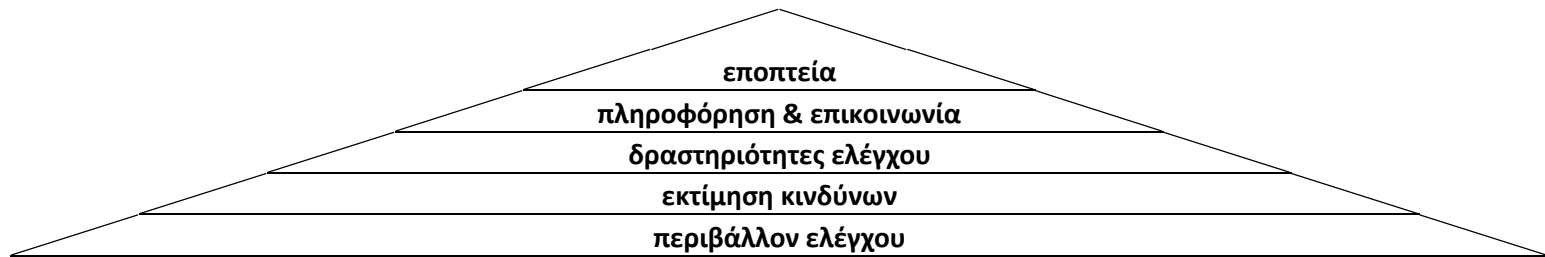 εποπτεία
πληροφόρηση & επικοινωνία
δραστηριότητες ελέγχου
εκτίμηση κινδύνων
περιβάλλον ελέγχου